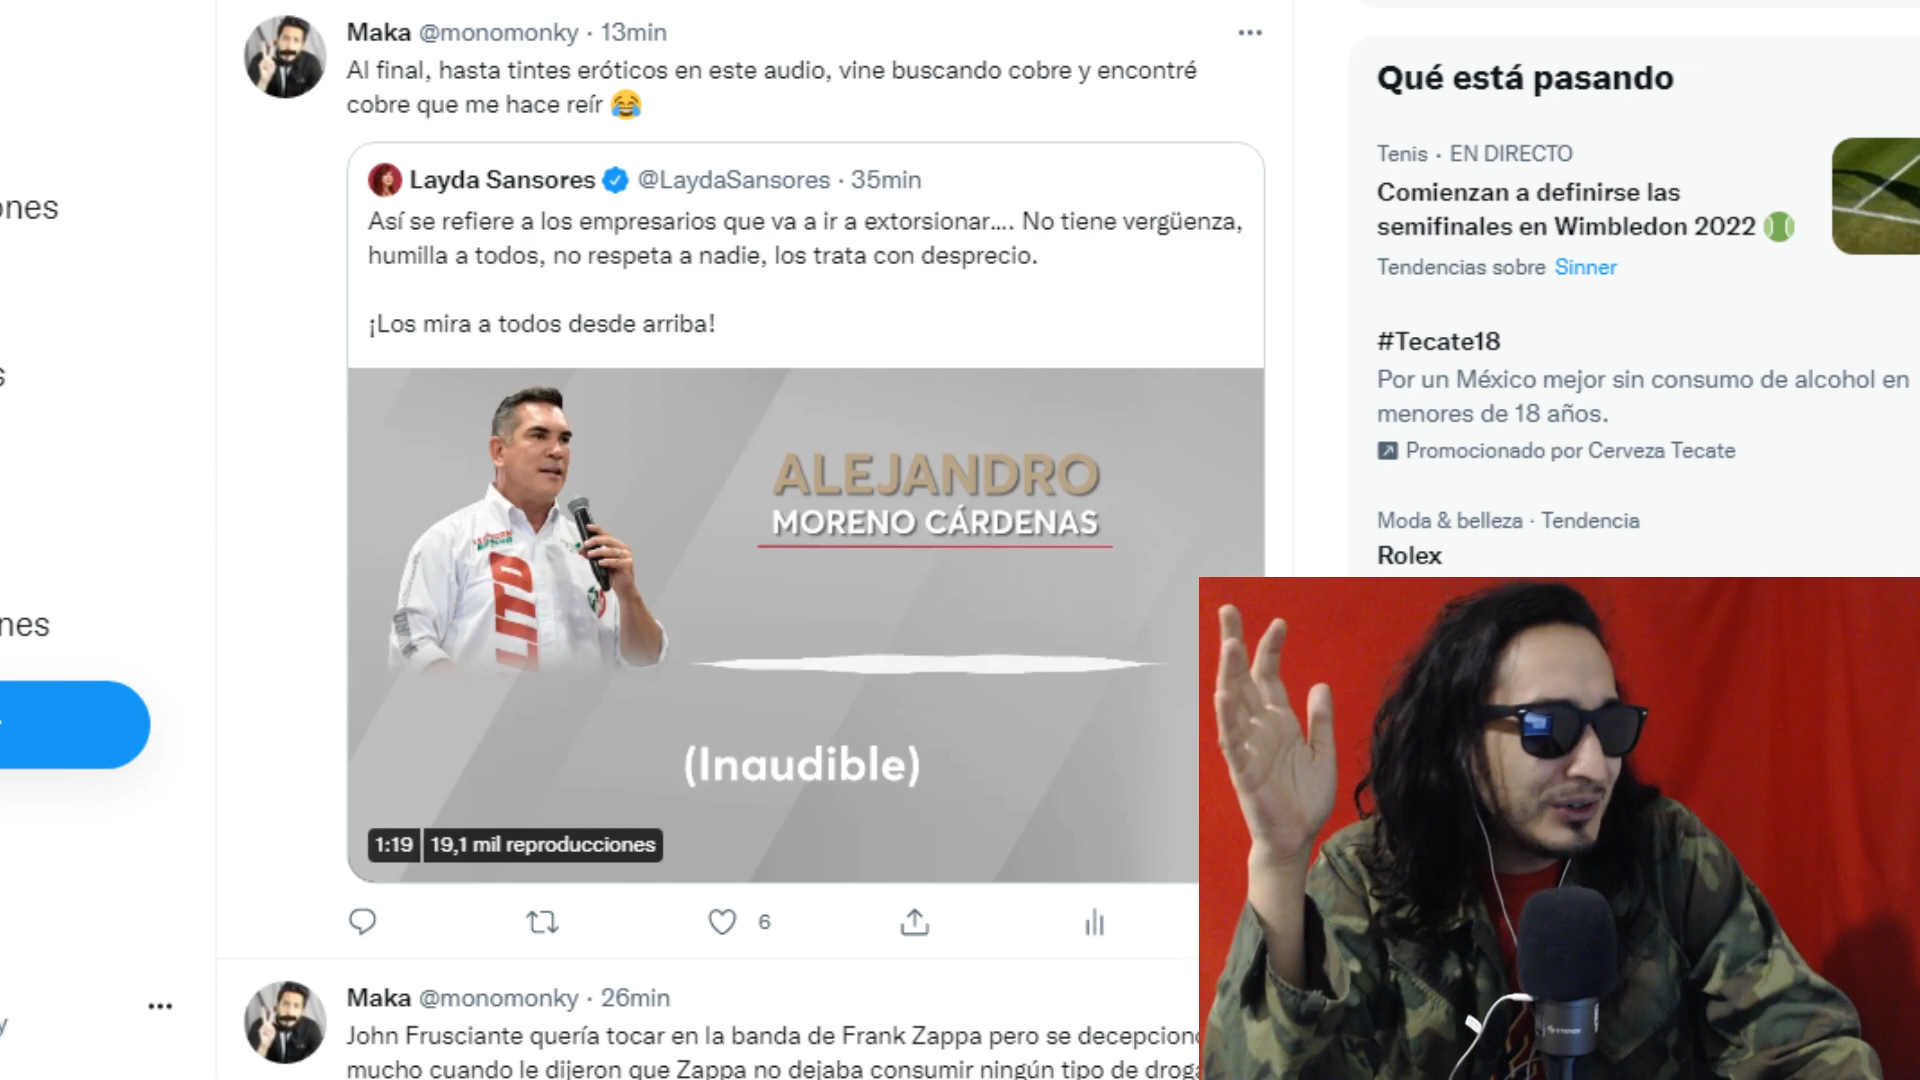 ones
s
nes
Maka @monomonky · 13min
Al final, hasta tintes eróticos en este audio, vine buscando cobre y encontré
cobre que me hace reír 😂
Layda Sansores @LaydaSansores · 35min
Así se refiere a los empresarios que va a ir a extorsionar…. No tiene vergüenza,
humilla a todos, no respeta a nadie, los trata con desprecio.
¡Los mira a todos desde arriba!
ALEJANDRO
MORENO CÁRDENAS
LITO
(Inaudible)
1:19 19,1 mil reproducciones
6
Maka @monomonky · 26min
John Frusciante quería tocar en la banda de Frank Zappa pero se decepcionó
mucho cuando le dijeron que Zappa no dejaba consumir ningún tipo de droga
Qué está pasando
Tenis · EN DIRECTO
Comienzan a definirse las
semifinales en Wimbledon 2022
Tendencias sobre Sinner
#Tecate18
Por un México mejor sin consumo de alcohol en
menores de 18 años.
Promocionado por Cerveza Tecate
Moda & belleza · Tendencia
Rolex